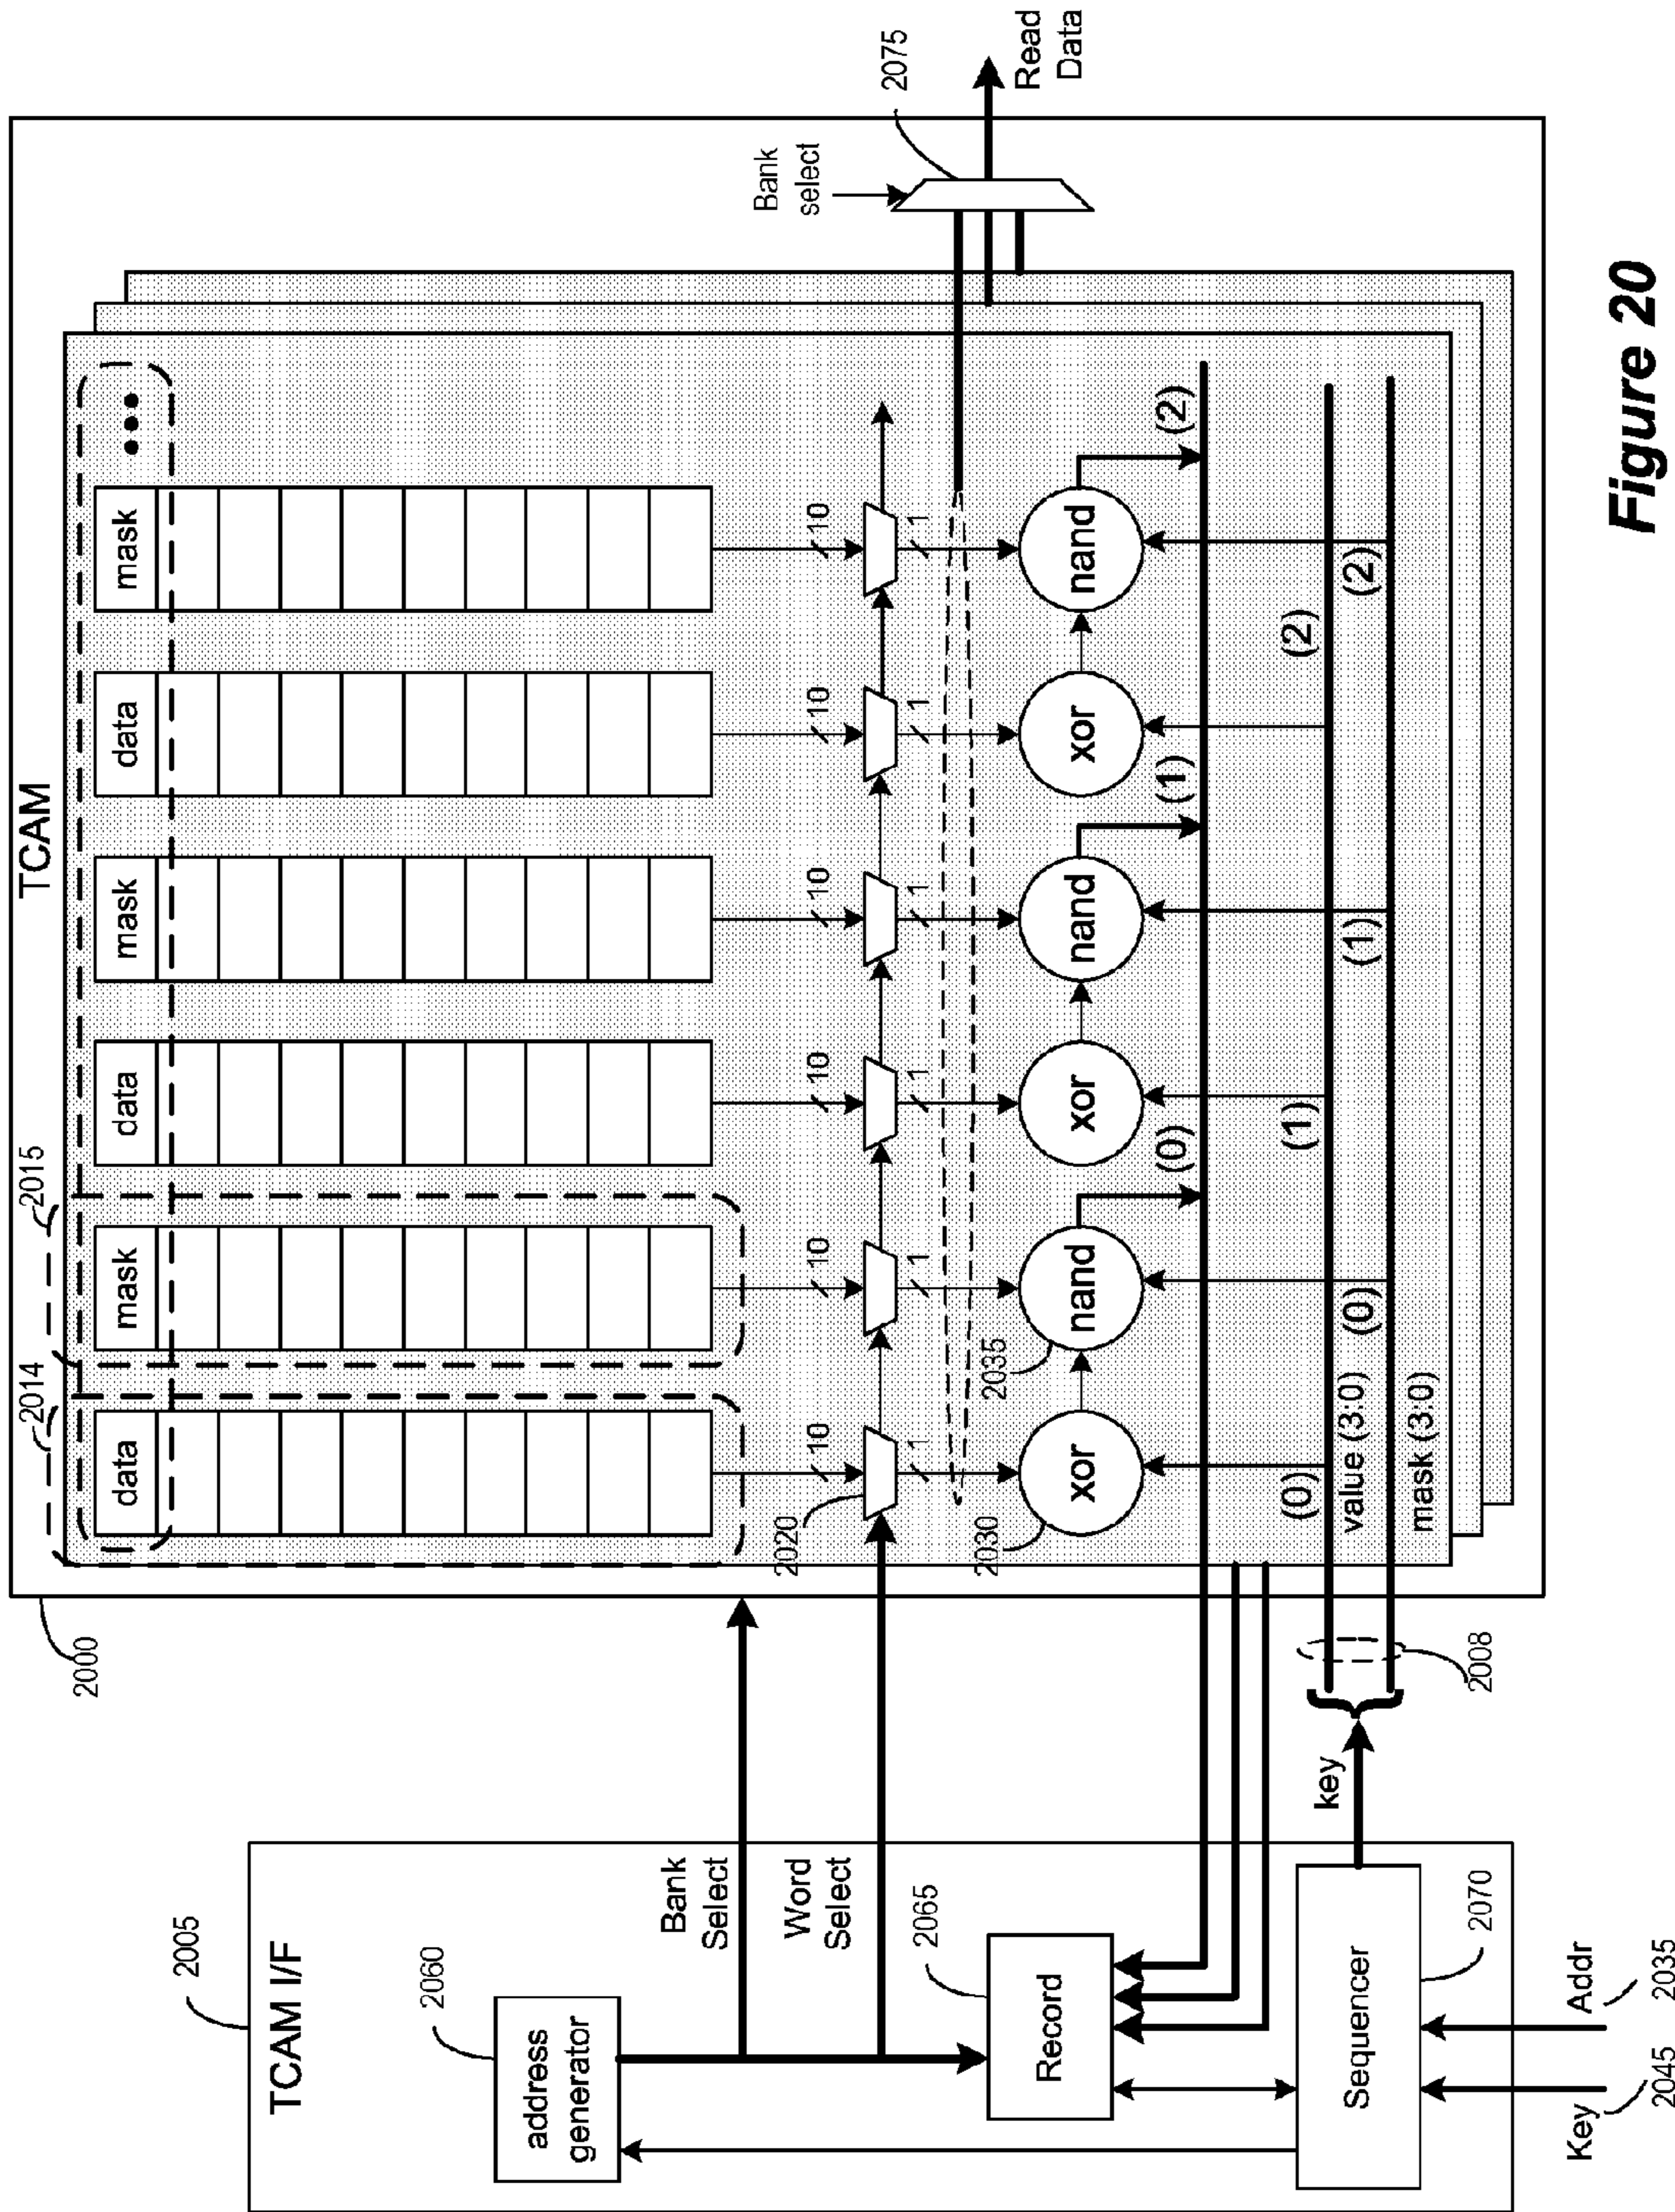 TCAM I/F
2005
address
generator
2060
Bank
Select
Word
Select
2065
Record
2070
Sequencer
Key
2045
Addr
2035
key
2008
2000
TCAM
2014
2015
data
mask
data
mask
data
mask
•••
10
10
10
10
10
10
2020
1
1
1
1
1
1
2030
xor
2035
nand
xor
nand
xor
nand
(0)
(1)
(2)
(0)
(1)
(2)
value (3:0)
(0)
(1)
(2)
mask (3:0)
Bank
select
2075
Read
Data
Figure 20